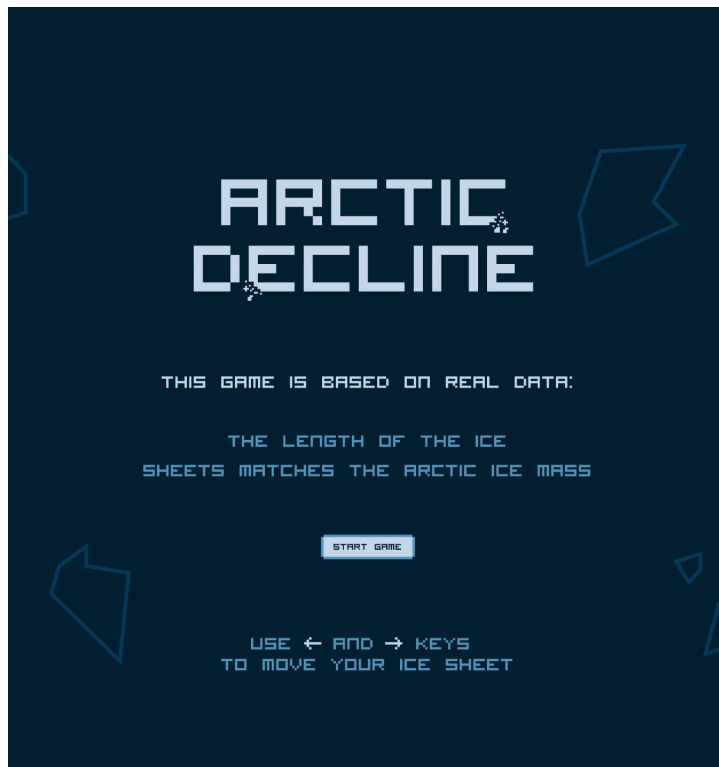 ARCTIC
DECLINE
THIS GAME IS BASED ON REAL DATA:
THE LENGTH OF THE ICE
SHEETS MATCHES THE ARCTIC ICE MASS
START GAME
USE ← AND → KEYS
TO MOVE YOUR ICE SHEET